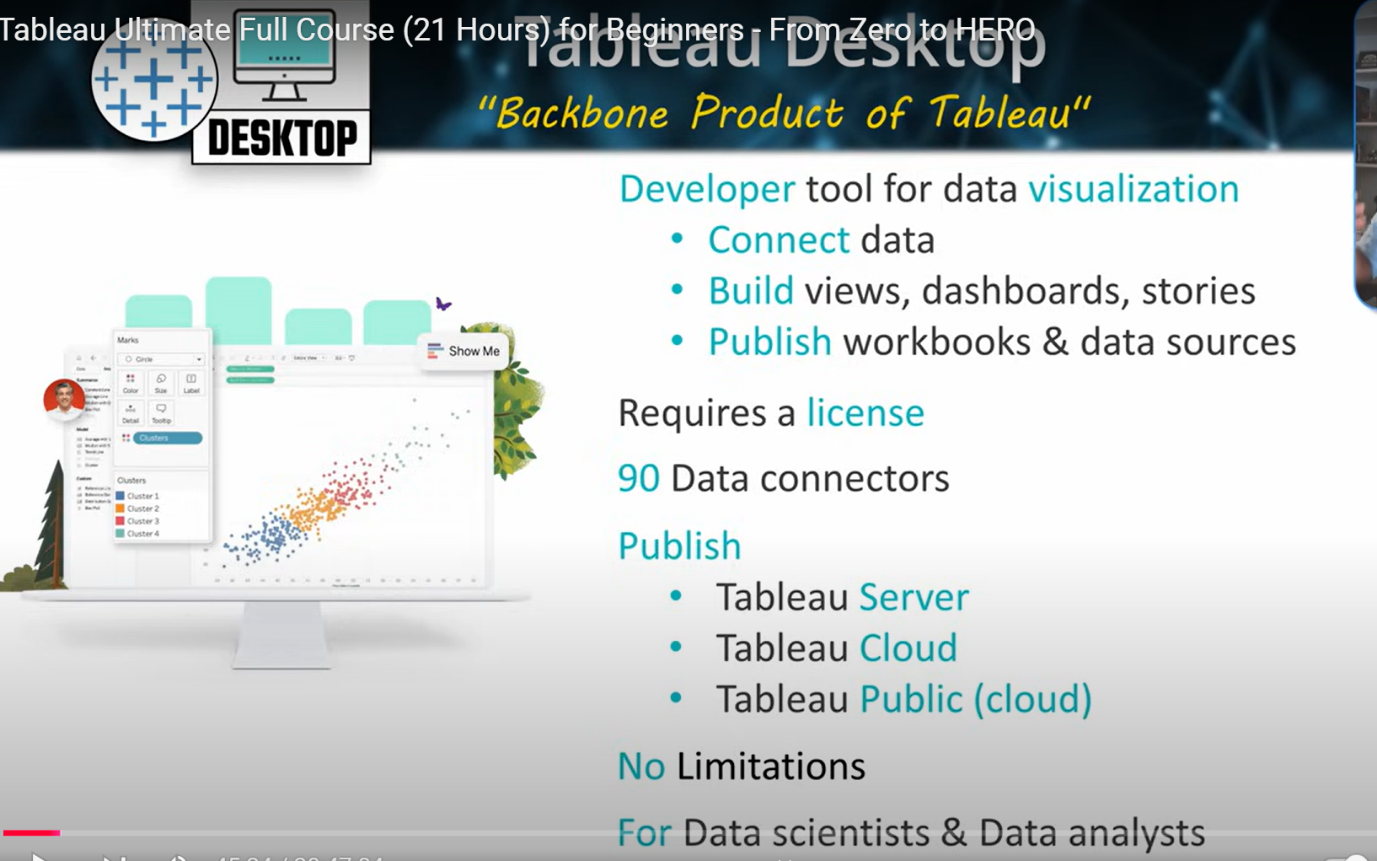 Tableau Ultimate Full Course (21 Hours) for Beginners - From Zero to HERO
Tableau Desktop
DESKTOP
“Backbone Product of Tableau“
Developer tool for data visualization
• Connect data
• Build views, dashboards, stories
• Publish workbooks & data sources
Requires a license
90 Data connectors
Publish
• Tableau Server
• Tableau Cloud
• Tableau Public (cloud)
No Limitations
For Data scientists & Data analysts
Marks
Circle
Color Size Label
Detail Tooltip
Clusters
Clusters
Cluster 1
Cluster 2
Cluster 3
Cluster 4
Show Me
Entire View